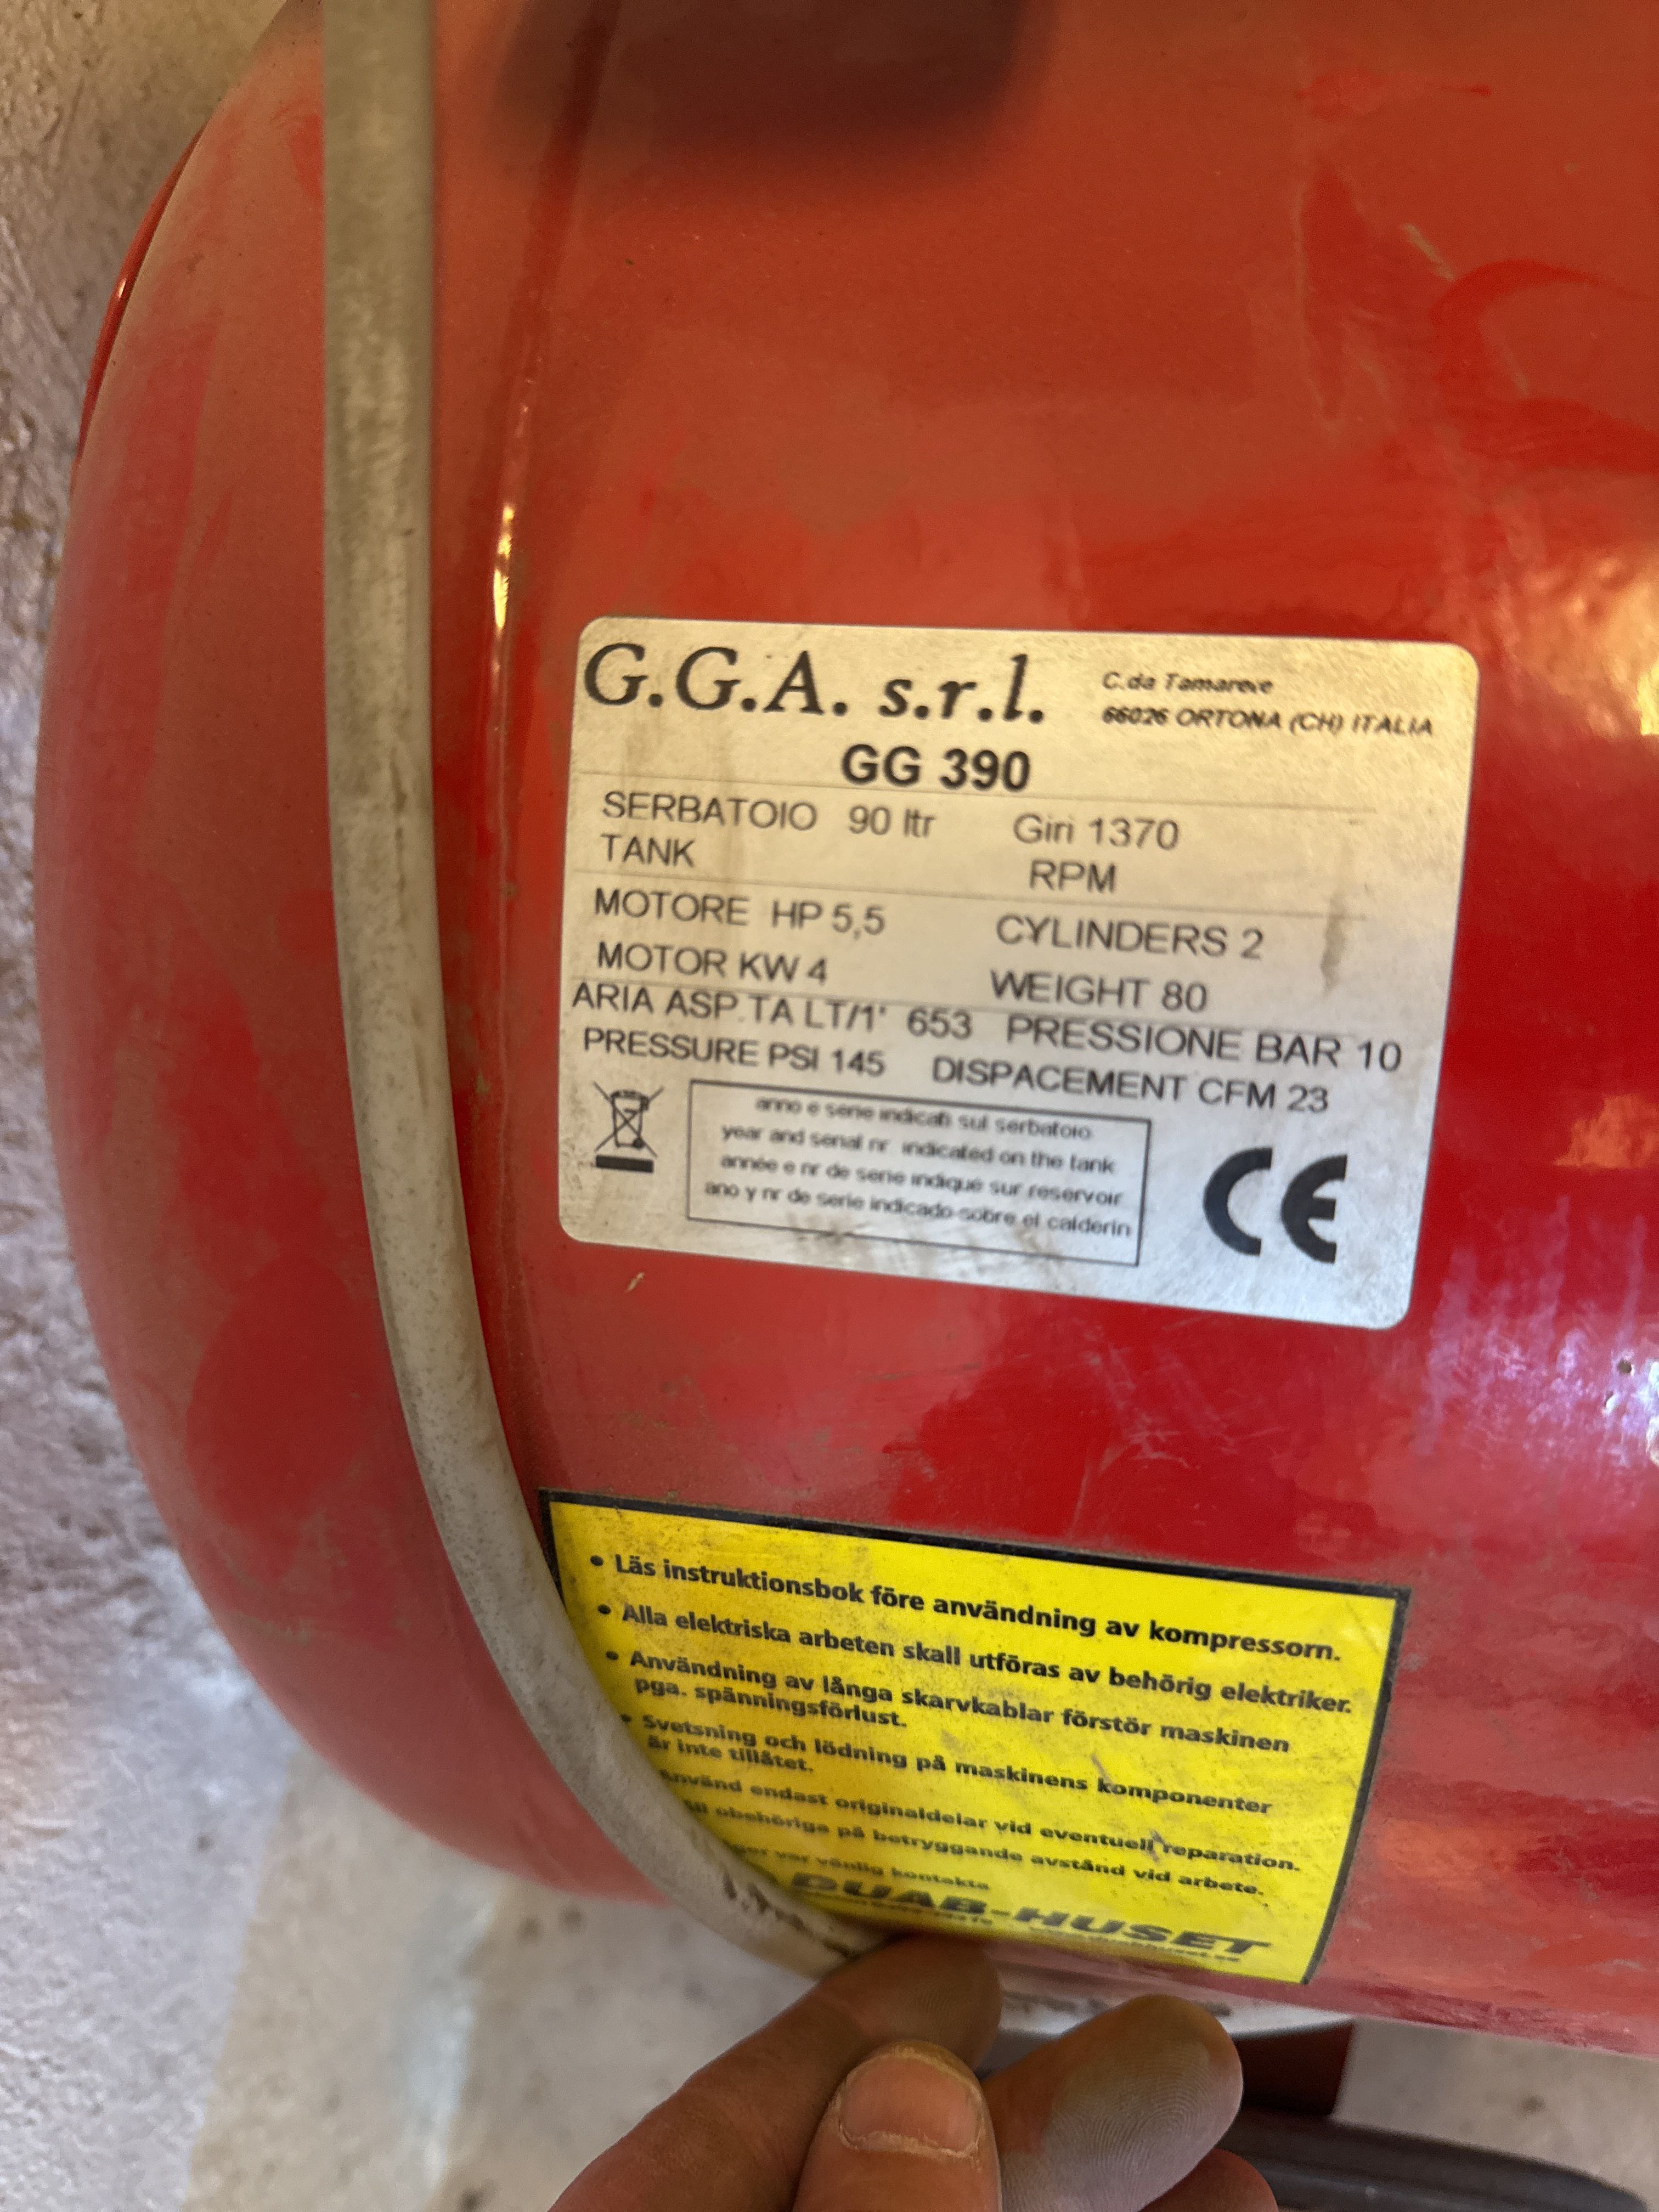 G.G.A. s.r.l.
C.da Tamarete
66026 ORTONA (CH) ITALIA
GG 390
SERBATOIO 90 ltr Giri 1370
TANK RPM
MOTORE HP 5,5 CYLINDERS 2
MOTOR KW 4 WEIGHT 80
ARIA ASP.TA LT/1' 653 PRESSIONE BAR 10
PRESSURE PSI 145 DISPACEMENT CFM 23
anno e serie indicati sul serbatoio
year and serial nr indicated on the tank
année e nr de serie indiqué sur reservoir
ano y nr de serie indicado sobre el calderin
CE
• Läs instruktionsbok före användning av kompressorn.
• Alla elektriska arbeten skall utföras av behörig elektriker.
• Användning av långa skarvkablar förstör maskinen
pga. spänningsförlust.
• Svetsning och lödning på maskinens komponenter
är inte tillåtet.
Använd endast originaldelar vid eventuell reparation.
obehöriga på betryggande avstånd vid arbete.
var vänlig kontakta
DUAB-HUSET